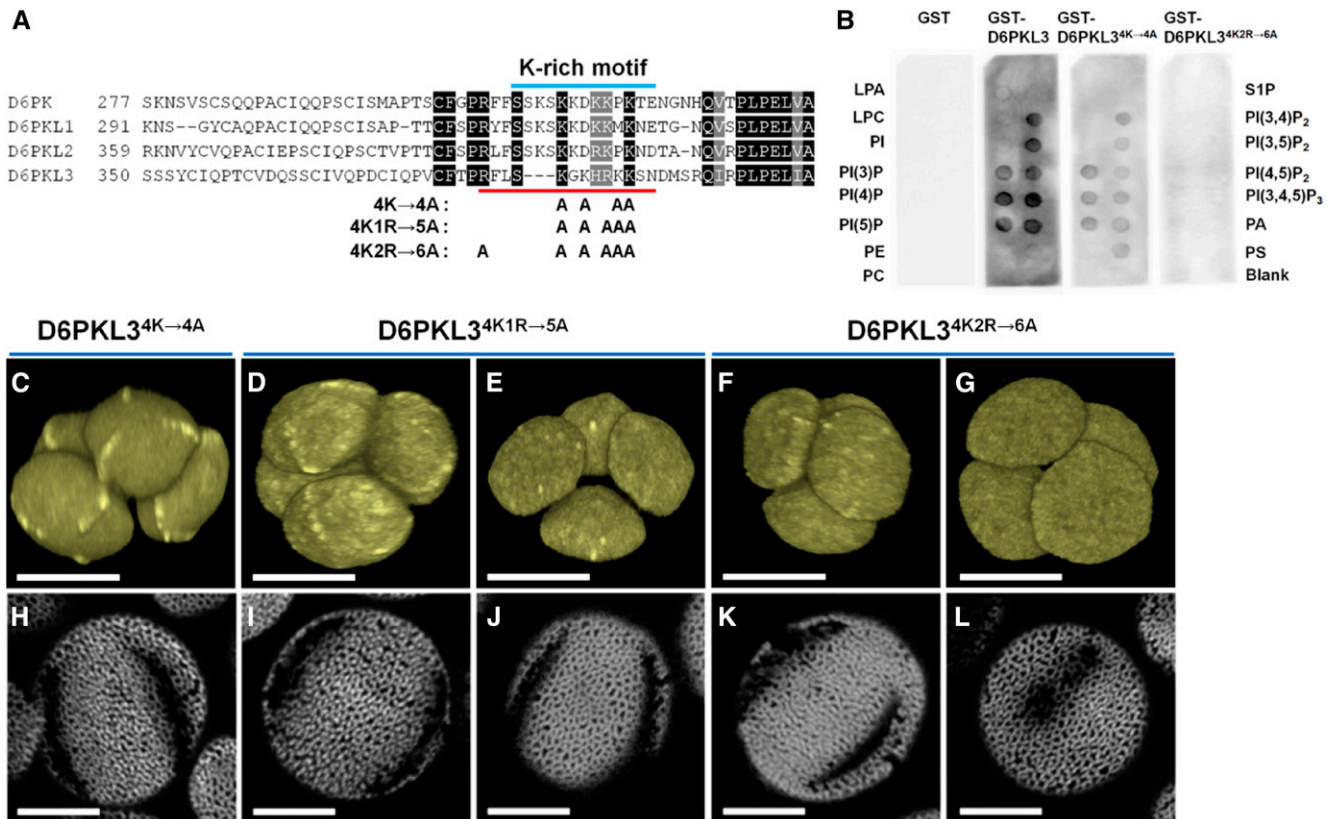 A
K-rich motif
D6PK 277 SKNSVSCSQQPACIQQPSCISMAPTSCFGPRFFSSKSKKDKKPKTENGNHQVTPLPELVA
D6PKL1 291 KNS--GYCAQPACIQQPSCISAP-TTCFSPRYFSSKSKKDKKMKNETG-NQVSPLPELVA
D6PKL2 359 RKNVYCVQPACIEPSCIQPSCTVPTTCFSPRLFSSKSKKDRKPKNDTA-NQVRPLPELVA
D6PKL3 350 SSSYCIQPTCVDQSSCIVQPDCIQPVCFTPRFLS---KGKHRKKSNDMSRQIRPLPELIA
4K→4A: A A AA
4K1R→5A: A A AAA
4K2R→6A: A A A AAA
B
GST GST-D6PKL3 GST-D6PKL3^4K→4A GST-D6PKL3^4K2R→6A
LPA S1P
LPC PI(3,4)P₂
PI PI(3,5)P₂
PI(3)P PI(4,5)P₂
PI(4)P PI(3,4,5)P₃
PI(5)P PA
PE PS
PC Blank
D6PKL3^4K→4A D6PKL3^4K1R→5A D6PKL3^4K2R→6A
C D E F G
H I J K L